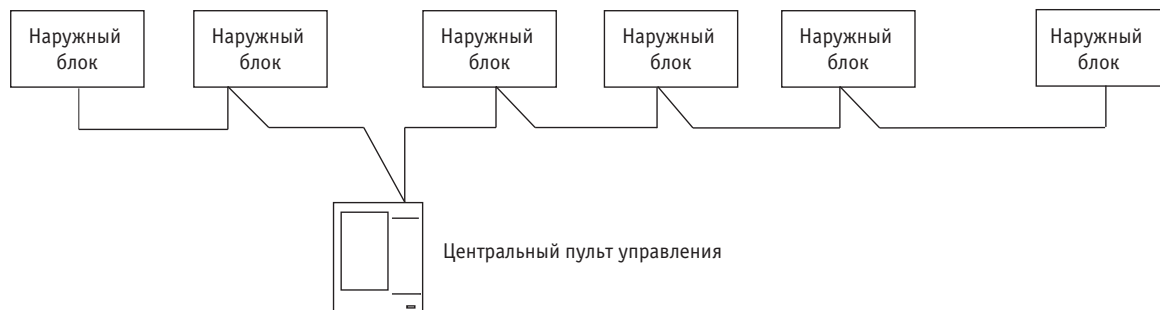 Наружный
блок
Наружный
блок
Наружный
блок
Наружный
блок
Наружный
блок
Наружный
блок
Центральный пульт управления